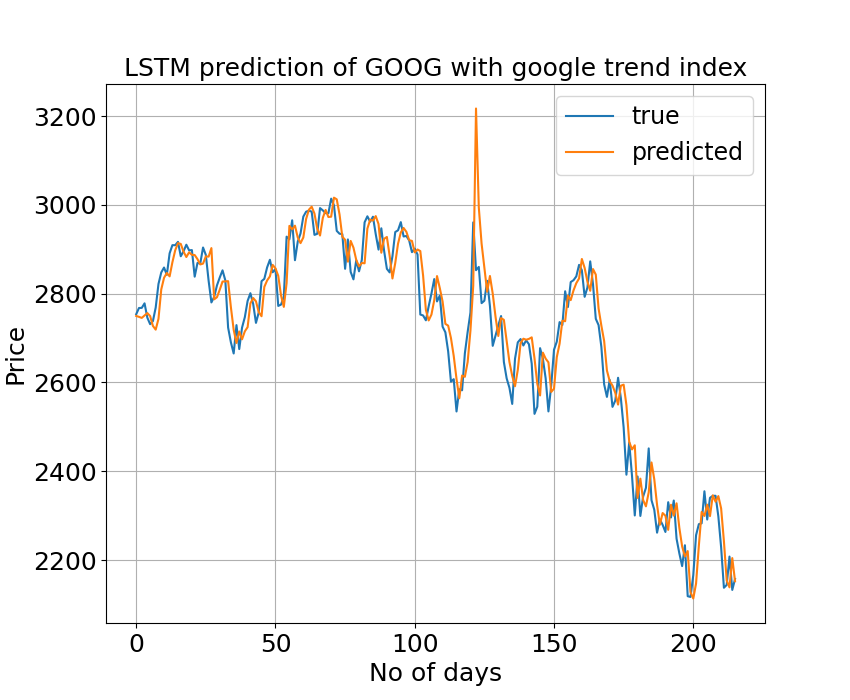 LSTM prediction of GOOG with google trend index
true
predicted
3200
3000
2800
2600
2400
2200
Price
0 50 100 150 200
No of days